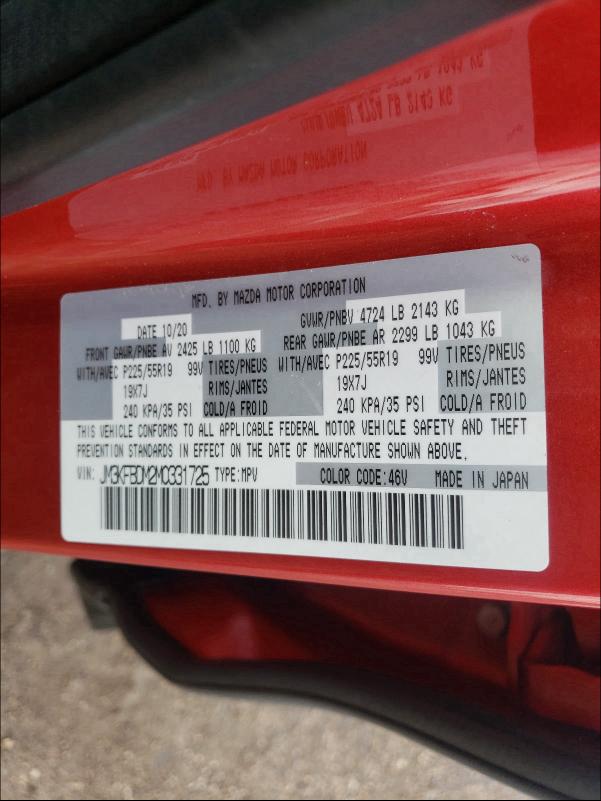 MFD. BY MAZDA MOTOR CORPORATION
DATE 10/20 GVWR/PNBV 4724 LB 2143 KG
FRONT GAWR/PNBE AV 2425 LB 1100 KG REAR GAWR/PNBE AR 2299 LB 1043 KG
WITH/AVEC P225/55R19 99V TIRES/PNEUS WITH/AVEC P225/55R19 99V TIRES/PNEUS
19X7J RIMS/JANTES 19X7J RIMS/JANTES
240 KPA/35 PSI COLD/A FROID 240 KPA/35 PSI COLD/A FROID
THIS VEHICLE CONFORMS TO ALL APPLICABLE FEDERAL MOTOR VEHICLE SAFETY AND THEFT
PREVENTION STANDARDS IN EFFECT ON THE DATE OF MANUFACTURE SHOWN ABOVE.
VIN: JM3KFBDM2M0331725 TYPE:MPV COLOR CODE:46V MADE IN JAPAN